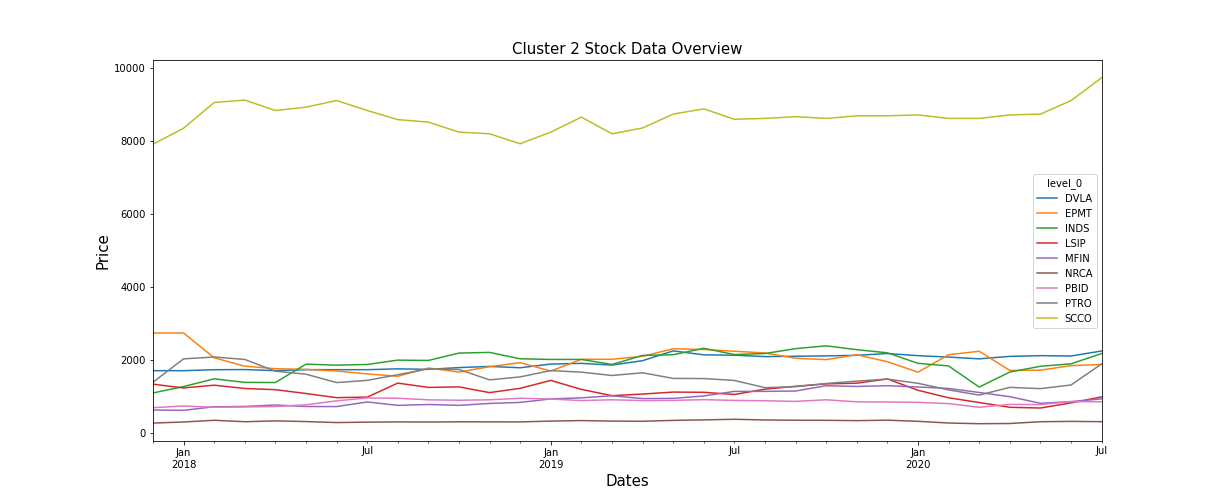 Cluster 2 Stock Data Overview
10000
8000
6000
4000
2000
0
Price
level_0
DVLA
EPMT
INDS
LSIP
MFIN
NRCA
PBID
PTRO
SCCO
Jan Jul Jan Jul Jan Jul
2018 2019 2020
Dates